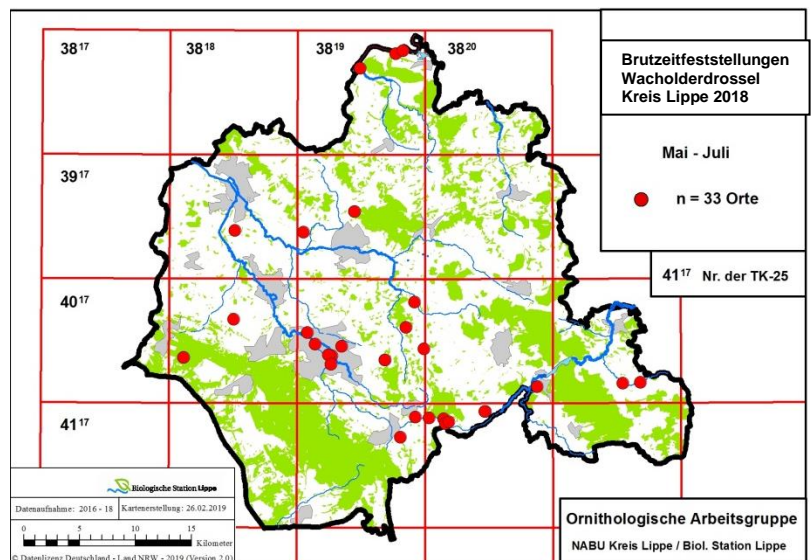 38¹⁷ 38¹⁸ 38¹⁹ 38²⁰
39¹⁷
40¹⁷
41¹⁷
Brutzeitfeststellungen
Wacholderdrossel
Kreis Lippe 2018
Mai - Juli
n = 33 Orte
41¹⁷ Nr. der TK-25
Biologische Station Lippe
Datenaufnahme: 2016 - 18 Kartenerstellung: 26.02.2019
0 5 10 15
Kilometer
© Datenlizenz Deutschland - Land NRW - 2019 (Version 2.0)
Ornithologische Arbeitsgruppe
NABU Kreis Lippe / Biol. Station Lippe